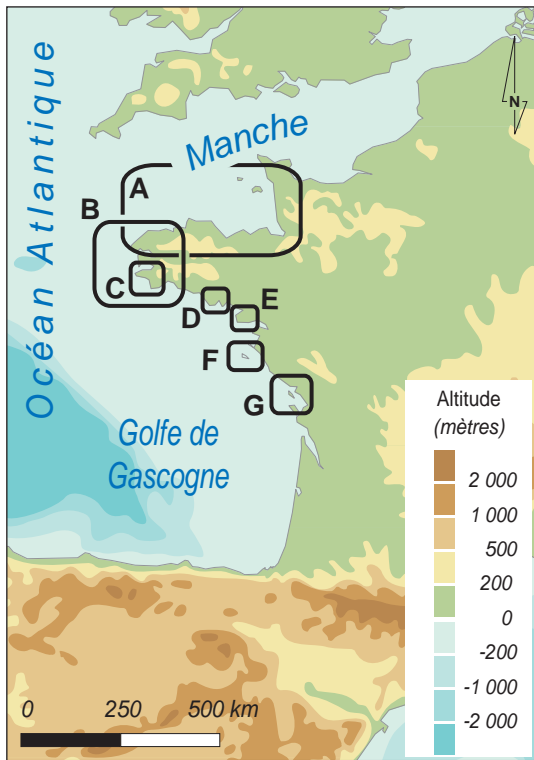 N
Manche
Océan Atlantique
A
B
C
D
E
F
G
Golfe de
Gascogne
Altitude
(mètres)
2 000
1 000
500
200
0
-200
-1 000
-2 000
0 250 500 km